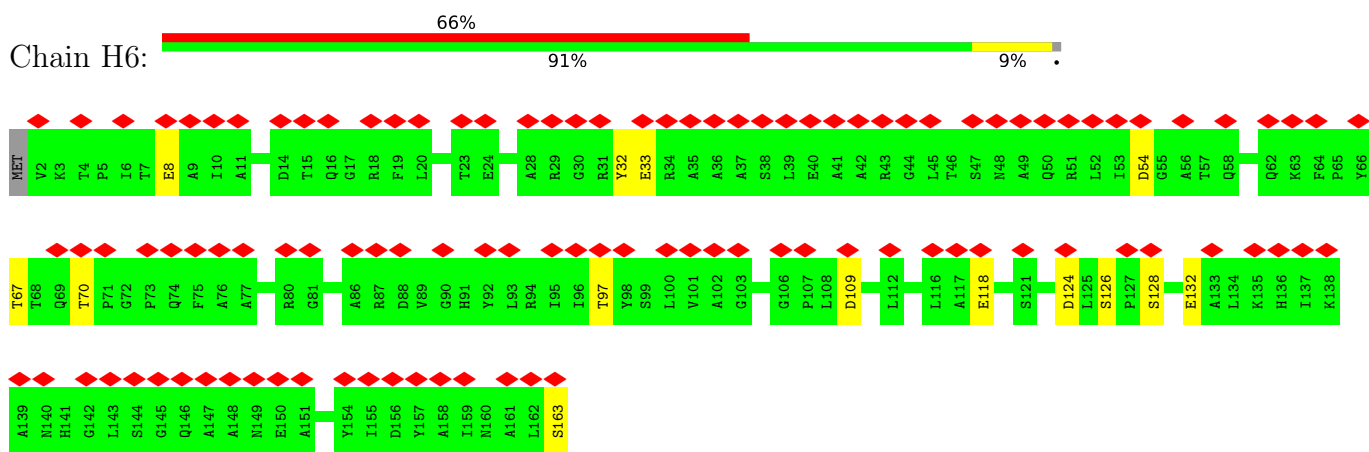 66%
Chain H6:
91% 9% •
MET V2 K3 T4 P5 I6 T7 E8 A9 I10 A11 D14 T15 Q16 G17 R18 F19 L20 T23 E24 A28 R29 G30 R31 Y32 E33 R34 A35 A36 A37 S38 L39 E40 A41 A42 R43 G44 L45 T46 S47 N48 A49 Q50 R51 L52 I53 D54 G55 A56 T57 Q58 Q62 K63 F64 P65 Y66
T67 T68 Q69 T70 P71 G72 P73 Q74 F75 A76 A77 R80 G81 A86 R87 D88 V89 G90 H91 Y92 L93 R94 I95 I96 T97 Y98 S99 L100 V101 A102 G103 G106 P107 L108 D109 L112 L116 A117 E118 S121 D124 L125 S126 P127 S128 E132 A133 L134 K135 H136 I137 K138
A139 N140 H141 G142 L143 S144 G145 Q146 A147 A148 N149 E150 A151 Y154 I155 D156 Y157 A158 I159 N160 A161 L162 S163